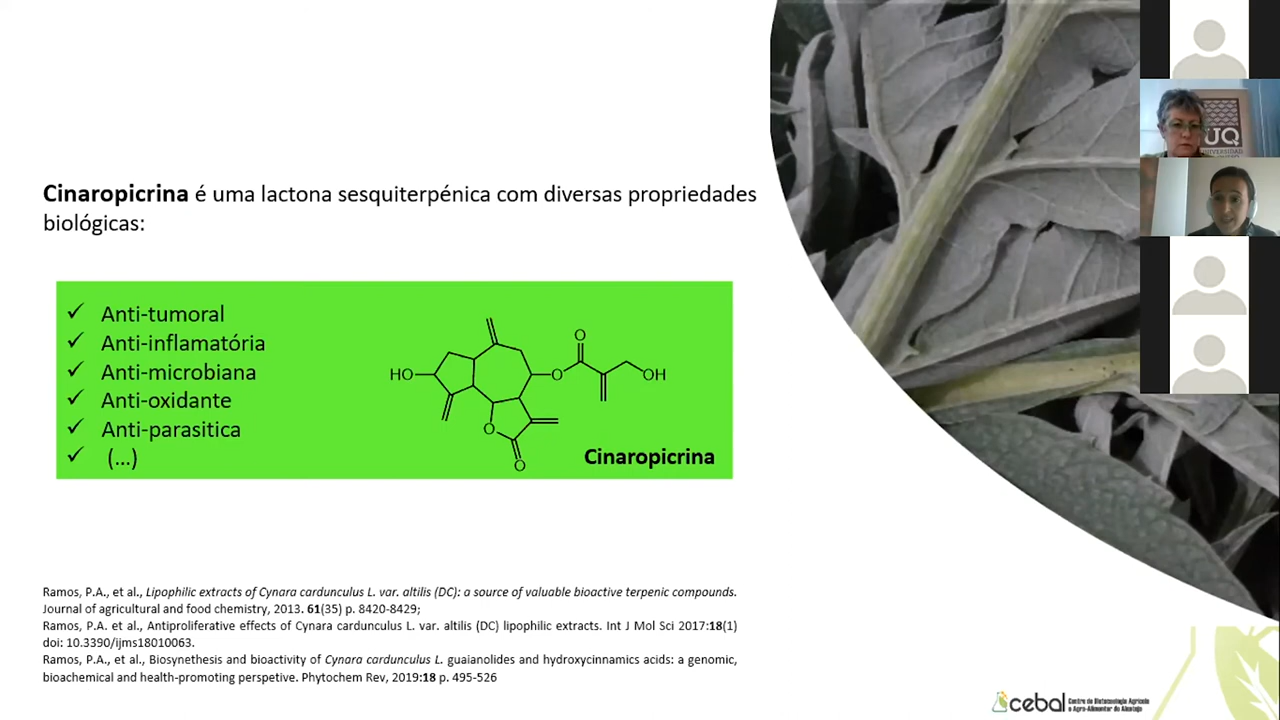 Cinaropicrina é uma lactona sesquiterpénica com diversas propriedades
biológicas:
✓ Anti-tumoral
✓ Anti-inflamatória
✓ Anti-microbiana
✓ Anti-oxidante
✓ Anti-parasitica
✓ (...)
HO
O
O
OH
O
O
Cinaropicrina
Ramos, P.A., et al., Lipophilic extracts of Cynara cardunculus L. var. altilis (DC): a source of valuable bioactive terpenic compounds.
Journal of agricultural and food chemistry, 2013. 61(35) p. 8420-8429;
Ramos, P.A. et al., Antiproliferative effects of Cynara cardunculus L. var. altilis (DC) lipophilic extracts. Int J Mol Sci 2017:18(1)
doi: 10.3390/ijms18010063.
Ramos, P.A., et al., Biosynethesis and bioactivity of Cynara cardunculus L. guaianolides and hydroxycinnamics acids: a genomic,
bioachemical and health-promoting perspetive. Phytochem Rev, 2019:18 p. 495-526
UQ
cebal
Centro de Biotecnologia Agrícola
e Agro-Alimentar do Alentejo